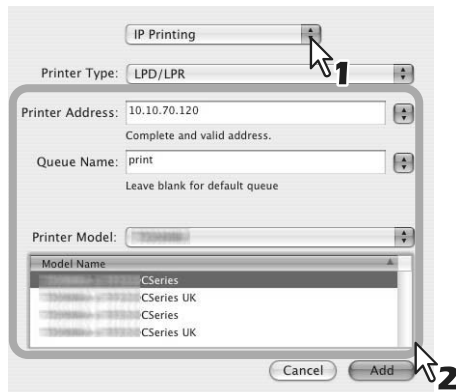 IP Printing
1
Printer Type: LPD/LPR
Printer Address: 10.10.70.120
Complete and valid address.
Queue Name: print
Leave blank for default queue
Printer Model:
Model Name
CSeries
CSeries UK
CSeries
CSeries UK
Cancel Add
2